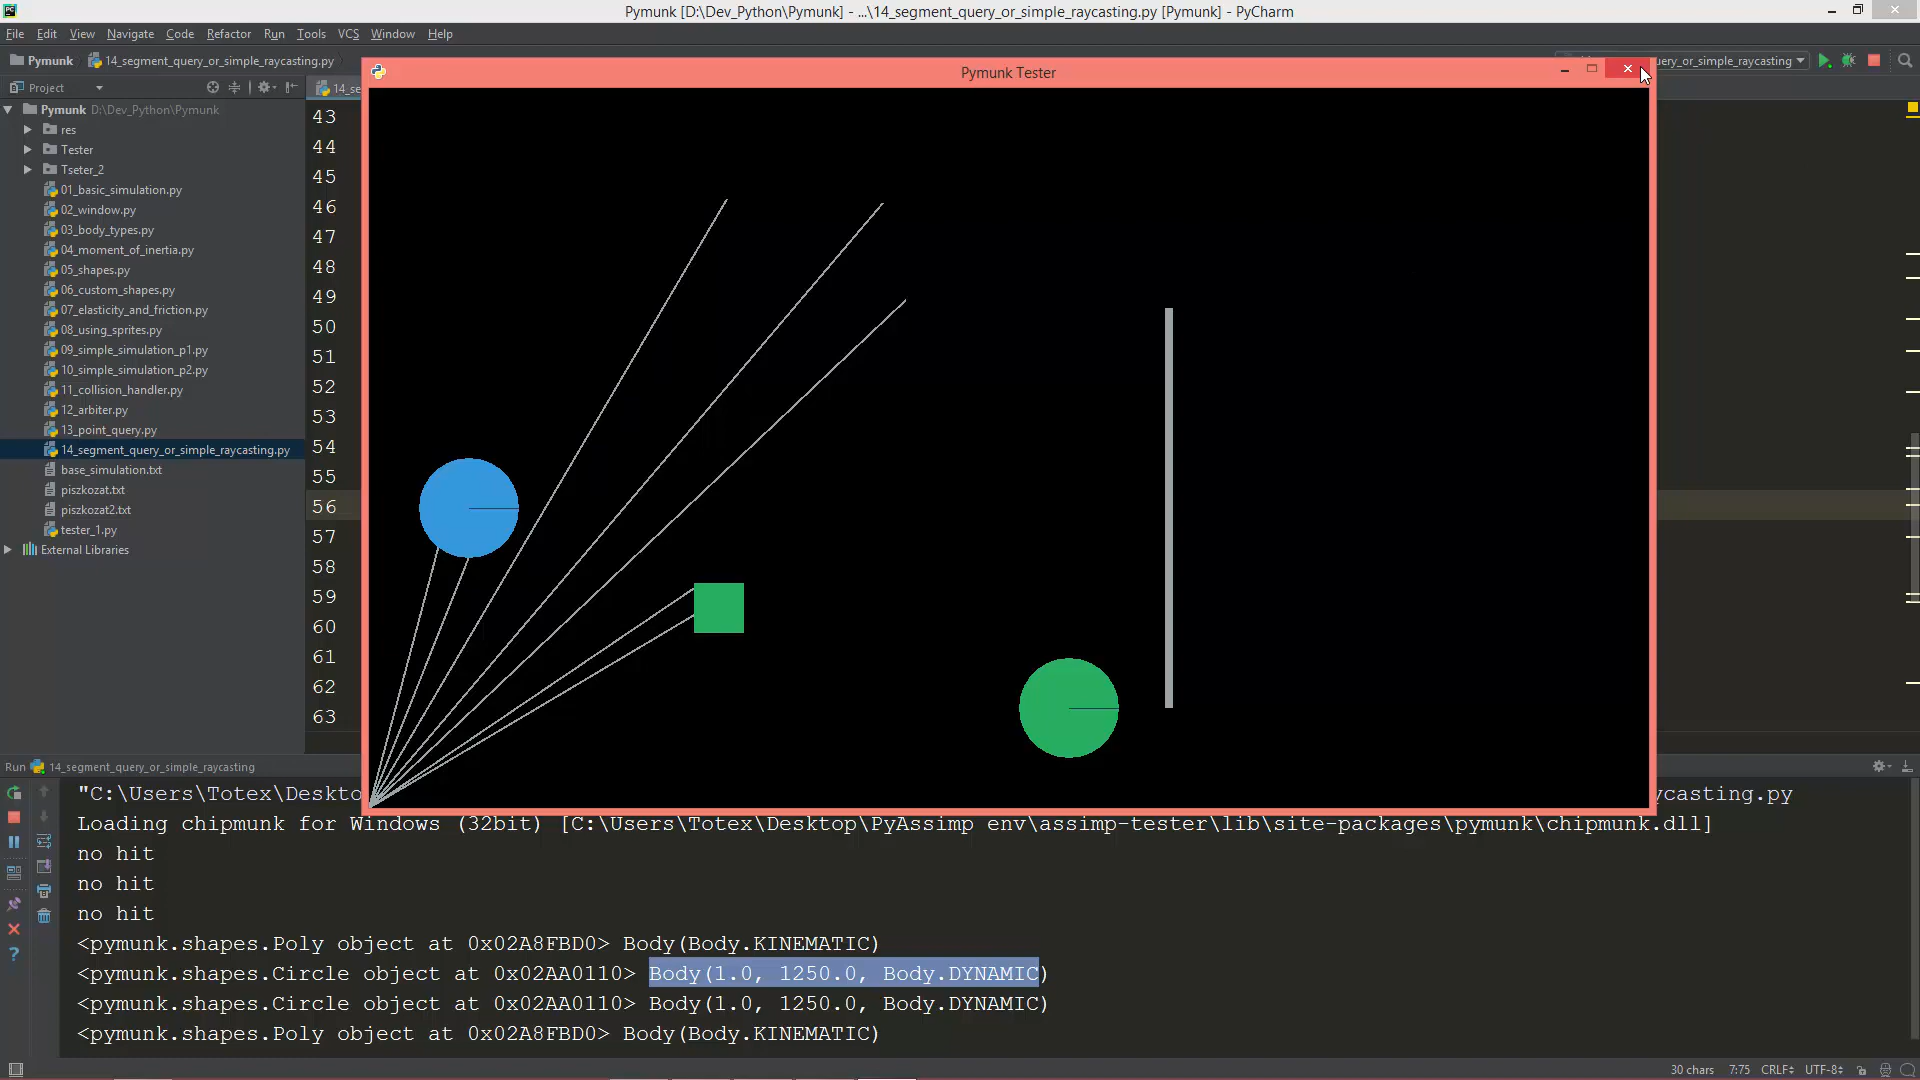 Pymunk [D:\Dev_Python\Pymunk] - ...\14_segment_query_or_simple_raycasting.py [Pymunk] - PyCharm
File Edit View Navigate Code Refactor Run Tools VCS Window Help
Pymunk 14_segment_query_or_simple_raycasting.py uery_or_simple_raycasting
Pymunk Tester
Project 14_se
Pymunk D:\Dev_Python\Pymunk
res
Tester
Tseter_2
01_basic_simulation.py
02_window.py
03_body_types.py
04_moment_of_inertia.py
05_shapes.py
06_custom_shapes.py
07_elasticity_and_friction.py
08_using_sprites.py
09_simple_simulation_p1.py
10_simple_simulation_p2.py
11_collision_handler.py
12_arbiter.py
13_point_query.py
14_segment_query_or_simple_raycasting.py
base_simulation.txt
piszkozat.txt
piszkozat2.txt
tester_1.py
External Libraries
43
44
45
46
47
48
49
50
51
52
53
54
55
56
57
58
59
60
61
62
63
Run 14_segment_query_or_simple_raycasting
"C:\Users\Totex\Deskto ycasting.py
Loading chipmunk for Windows (32bit) [C:\Users\Totex\Desktop\PyAssimp env\assimp-tester\lib\site-packages\pymunk\chipmunk.dll]
no hit
no hit
no hit
<pymunk.shapes.Poly object at 0x02A8FBD0> Body(Body.KINEMATIC)
<pymunk.shapes.Circle object at 0x02AA0110> Body(1.0, 1250.0, Body.DYNAMIC)
<pymunk.shapes.Circle object at 0x02AA0110> Body(1.0, 1250.0, Body.DYNAMIC)
<pymunk.shapes.Poly object at 0x02A8FBD0> Body(Body.KINEMATIC)
30 chars 7:75 CRLF UTF-8